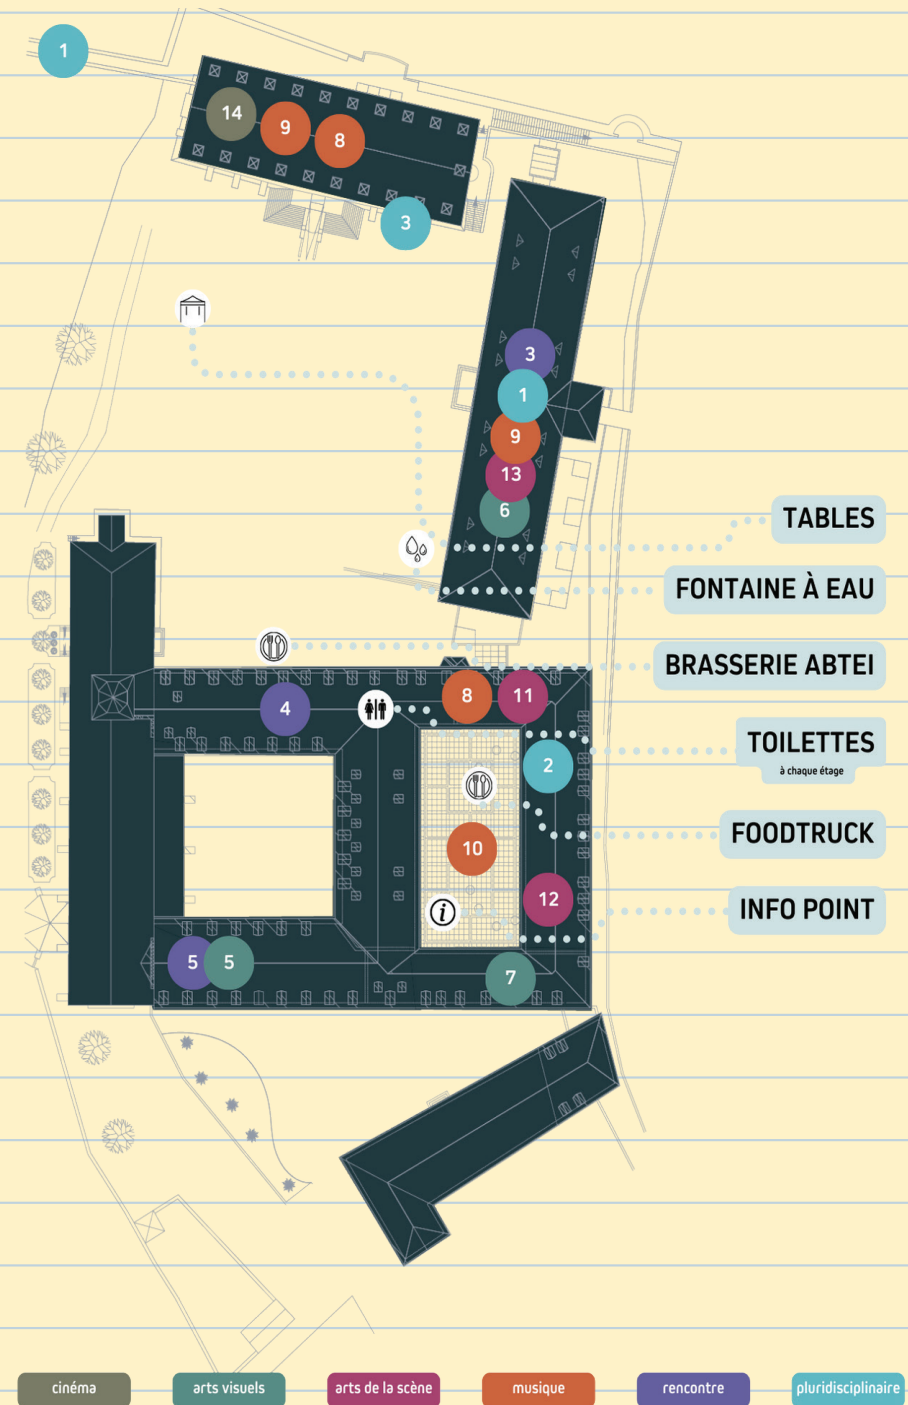 1
14
9
8
3
3
1
9
13
6
TABLES
FONTAINE À EAU
BRASSERIE ABTEI
8
11
4
TOILETTES
à chaque étage
2
FOODTRUCK
10
12
i
INFO POINT
5
5
7
cinéma
arts visuels
arts de la scène
musique
rencontre
pluridisciplinaire